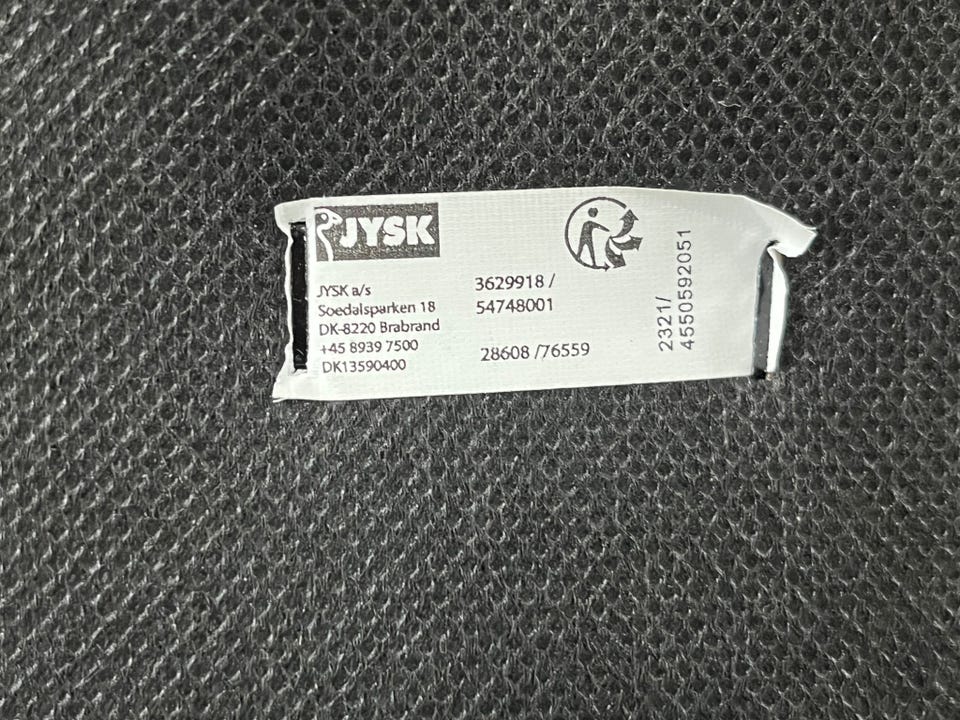 JYSK
JYSK a/s
Soedalsparken 18
DK-8220 Brabrand
+45 8939 7500
DK13590400
3629918 /
54748001
28608 /76559
2321/
4550592051